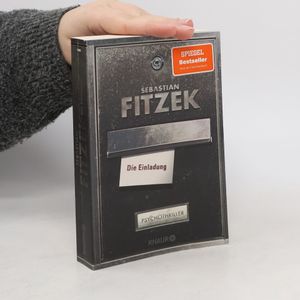 SPIEGEL
Bestseller
SEBASTIAN
FITZEK
Die Einladung
PSYCHOTHRILLER
KNAUR